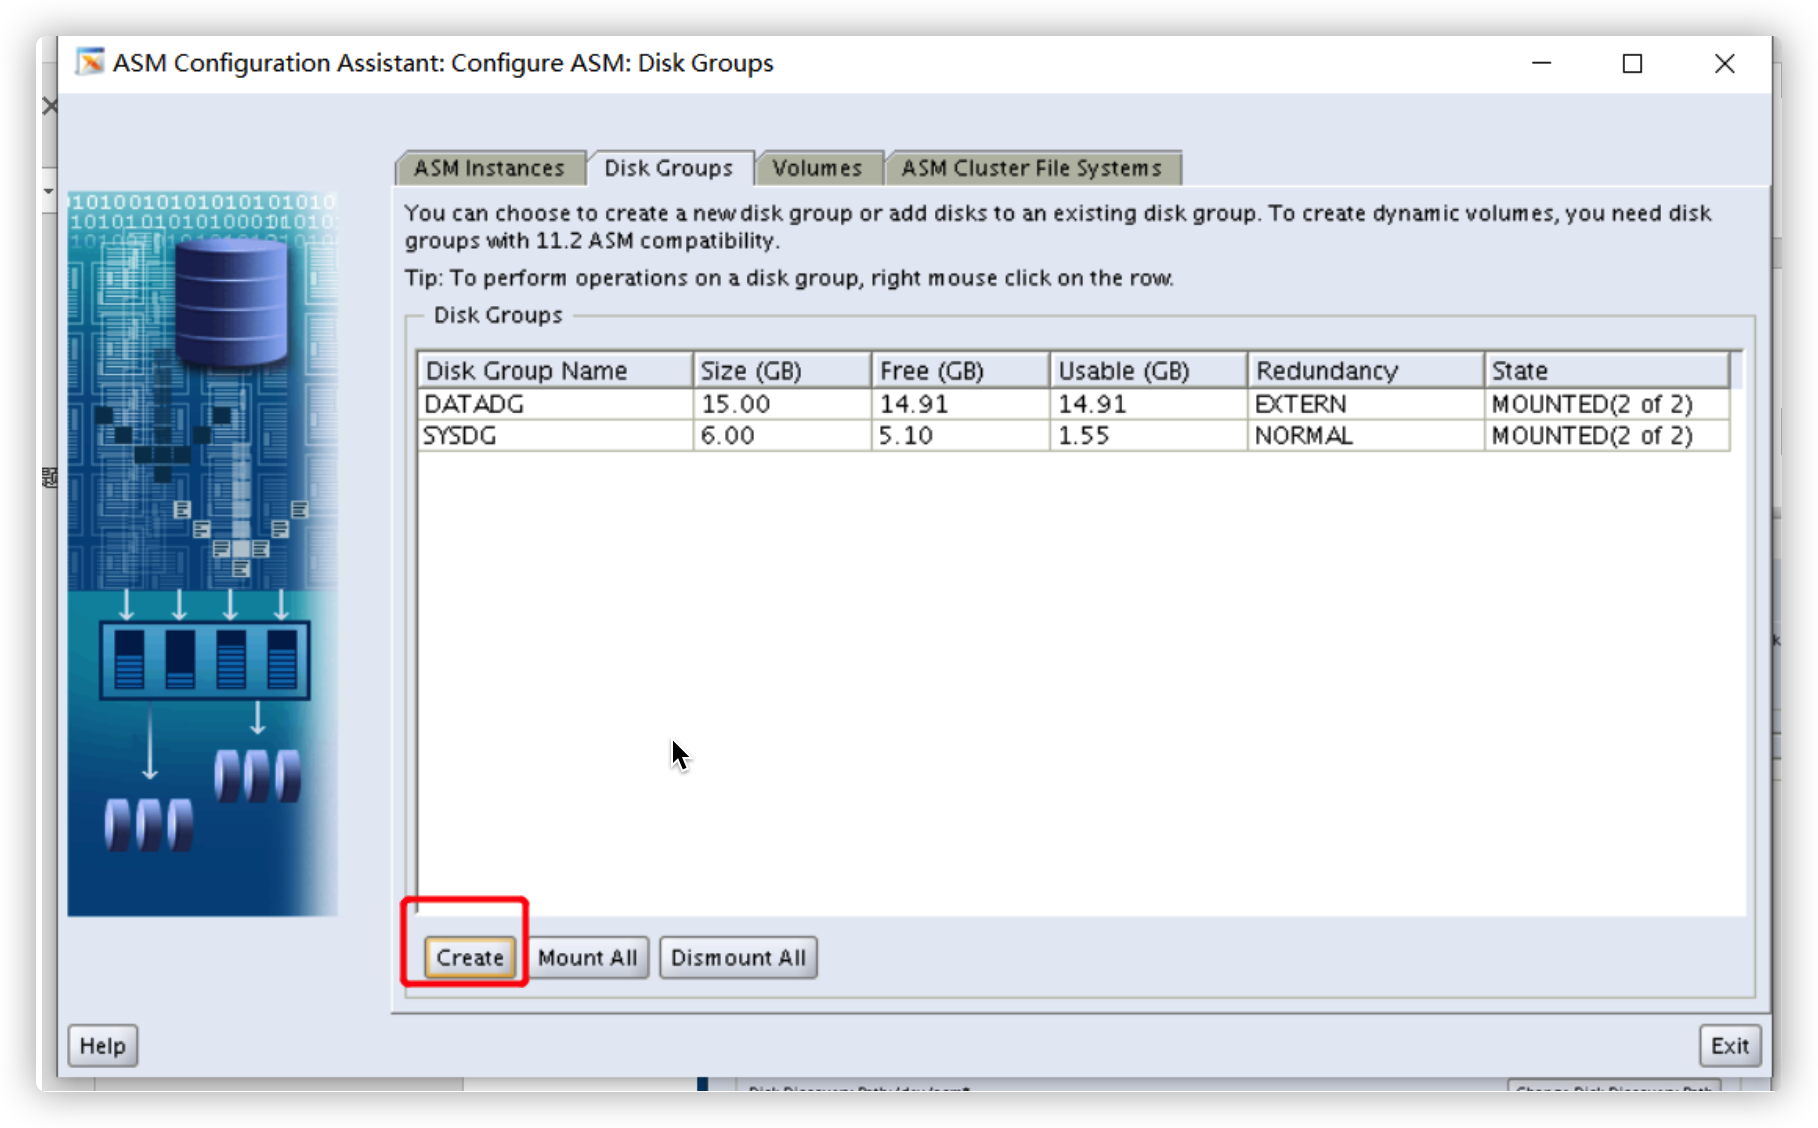 ASM Configuration Assistant: Configure ASM: Disk Groups
ASM Instances
Disk Groups
Volumes
ASM Cluster File Systems
You can choose to create a new disk group or add disks to an existing disk group. To create dynamic volumes, you need disk
groups with 11.2 ASM compatibility.
Tip: To perform operations on a disk group, right mouse click on the row.
Disk Groups
Disk Group Name Size (GB) Free (GB) Usable (GB) Redundancy State
DATADG 15.00 14.91 14.91 EXTERN MOUNTED(2 of 2)
SYSDG 6.00 5.10 1.55 NORMAL MOUNTED(2 of 2)
Create
Mount All
Dismount All
Help
Exit